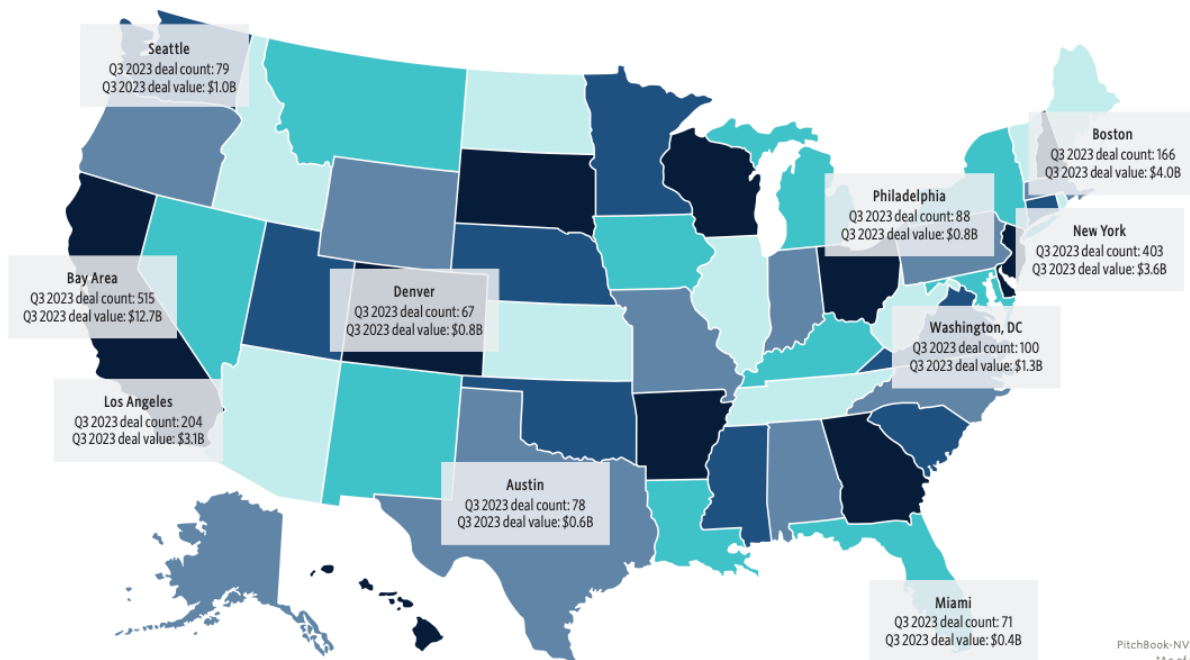 Seattle
Q3 2023 deal count: 79
Q3 2023 deal value: $1.0B
Boston
Q3 2023 deal count: 166
Q3 2023 deal value: $4.0B
Philadelphia
Q3 2023 deal count: 88
Q3 2023 deal value: $0.8B
New York
Q3 2023 deal count: 403
Q3 2023 deal value: $3.6B
Bay Area
Q3 2023 deal count: 515
Q3 2023 deal value: $12.7B
Denver
Q3 2023 deal count: 67
Q3 2023 deal value: $0.8B
Washington, DC
Q3 2023 deal count: 100
Q3 2023 deal value: $1.3B
Los Angeles
Q3 2023 deal count: 204
Q3 2023 deal value: $3.1B
Austin
Q3 2023 deal count: 78
Q3 2023 deal value: $0.6B
Miami
Q3 2023 deal count: 71
Q3 2023 deal value: $0.4B
PitchBook-NV